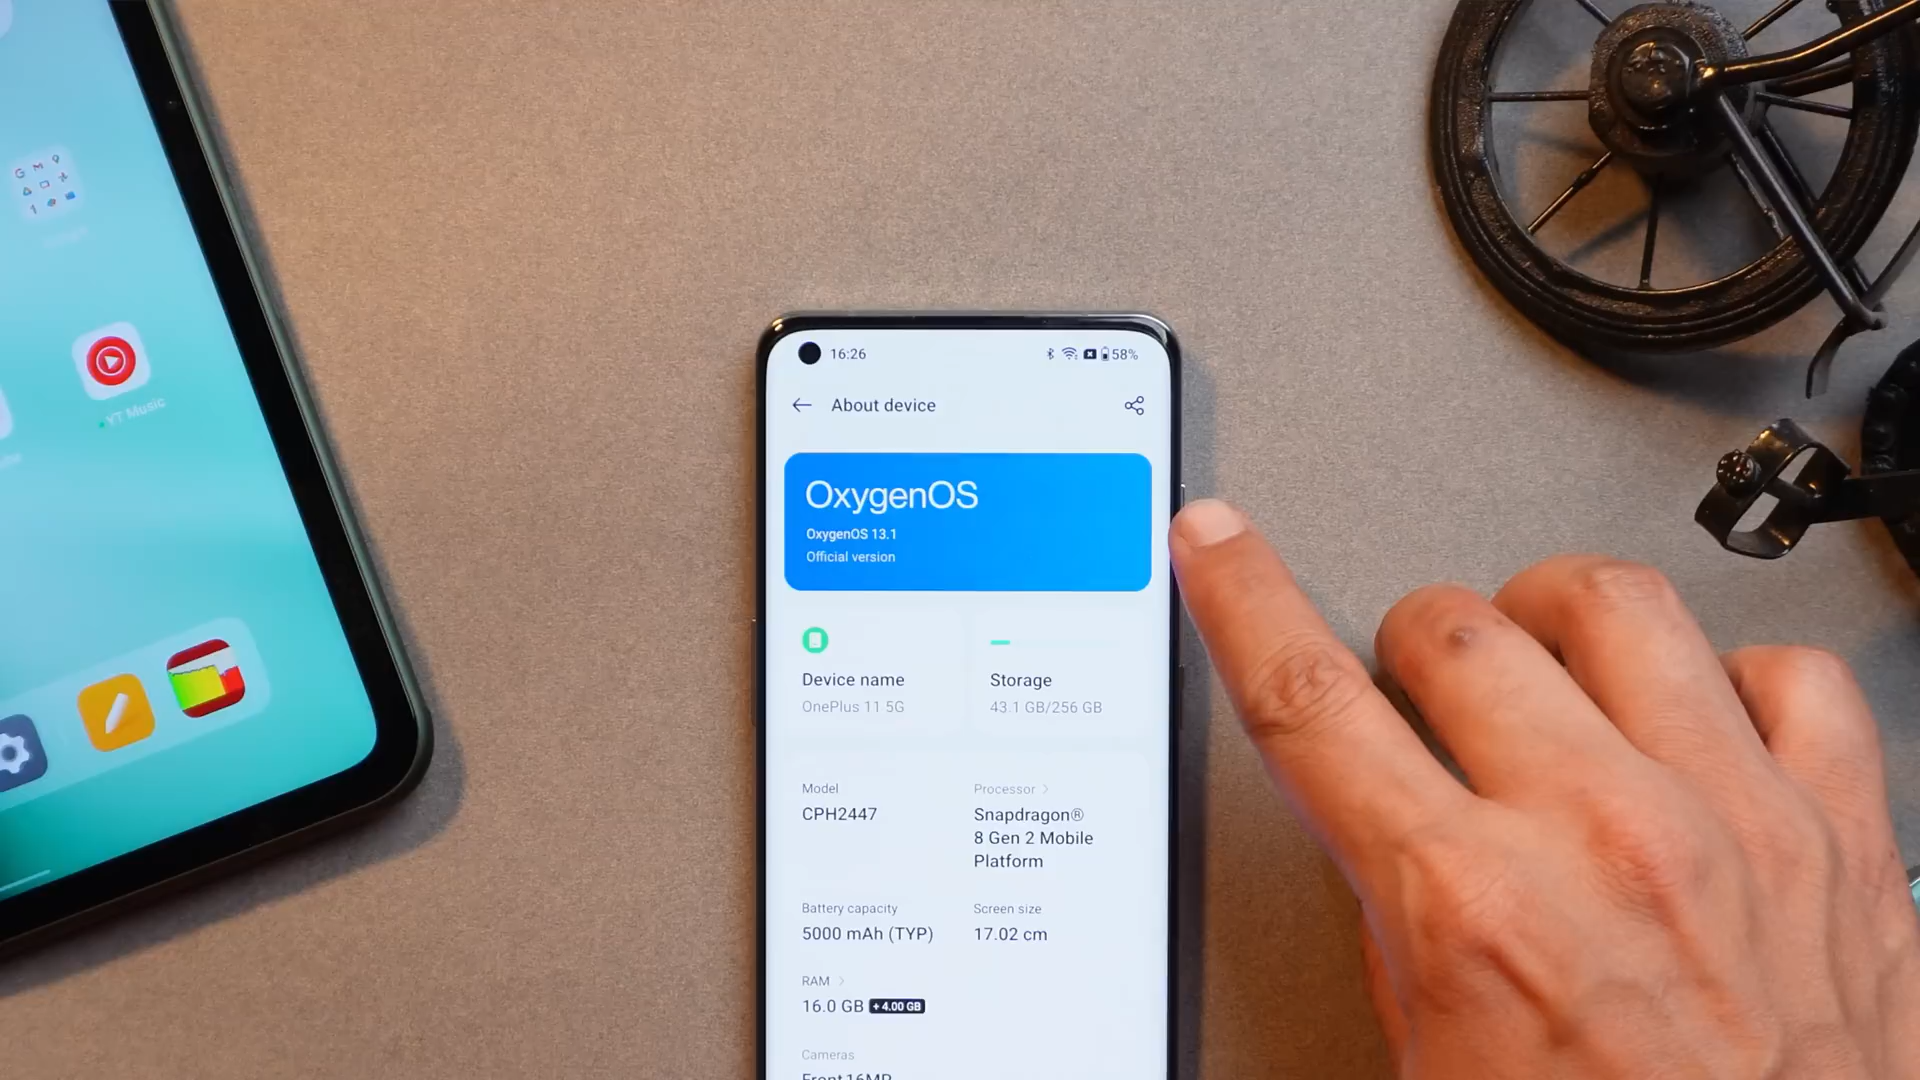 YT Music
16:26
58%
About device
OxygenOS
OxygenOS 13.1
Official version
Device name
OnePlus 11 5G
Storage
43.1 GB/256 GB
Model
CPH2447
Processor
Snapdragon®
8 Gen 2 Mobile
Platform
Battery capacity
5000 mAh (TYP)
Screen size
17.02 cm
RAM
16.0 GB +4.00 GB
Cameras
Front 16MP